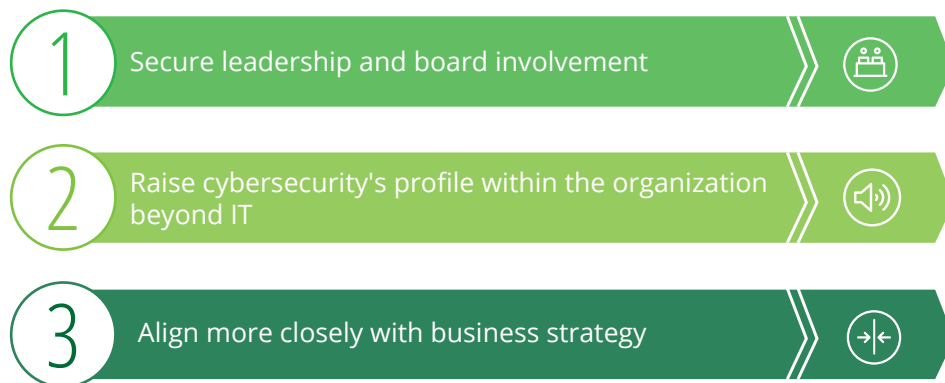 1
Secure leadership and board involvement
2
Raise cybersecurity's profile within the organization
beyond IT
3
Align more closely with business strategy